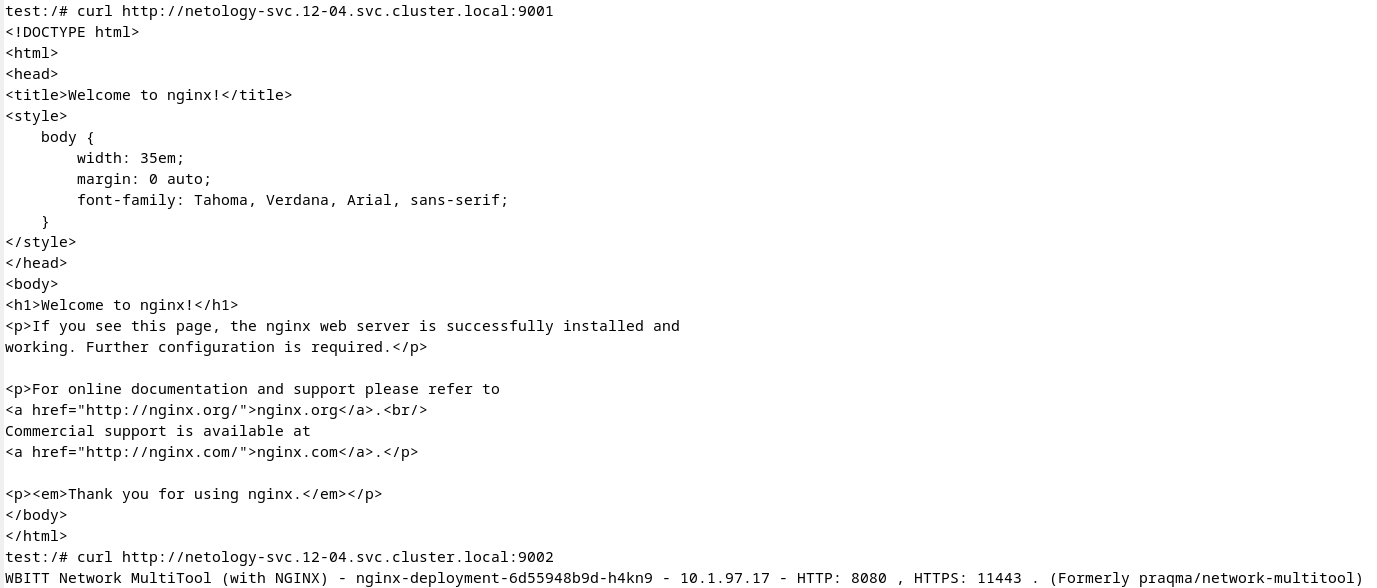 test:/# curl http://netology-svc.12-04.svc.cluster.local:9001
<!DOCTYPE html>
<html>
<head>
<title>Welcome to nginx!</title>
<style>
    body {
        width: 35em;
        margin: 0 auto;
        font-family: Tahoma, Verdana, Arial, sans-serif;
    }
</style>
</head>
<body>
<h1>Welcome to nginx!</h1>
<p>If you see this page, the nginx web server is successfully installed and
working. Further configuration is required.</p>

<p>For online documentation and support please refer to
<a href="http://nginx.org/">nginx.org</a>.<br/>
Commercial support is available at
<a href="http://nginx.com/">nginx.com</a>.</p>

<p><em>Thank you for using nginx.</em></p>
</body>
</html>
test:/# curl http://netology-svc.12-04.svc.cluster.local:9002
WBITT Network MultiTool (with NGINX) - nginx-deployment-6d55948b9d-h4kn9 - 10.1.97.17 - HTTP: 8080 , HTTPS: 11443 . (Formerly praqma/network-multitool)